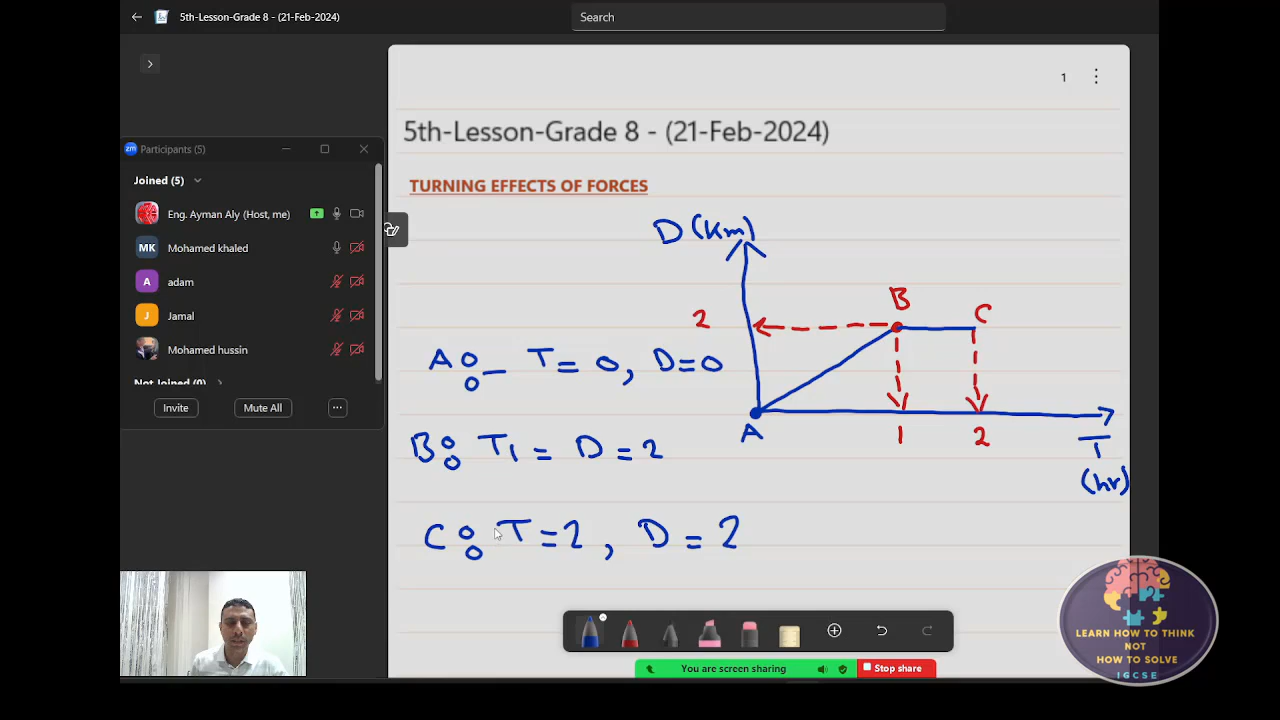 5th-Lesson-Grade 8 - (21-Feb-2024)
Search
1
5th-Lesson-Grade 8 - (21-Feb-2024)
zm Participants (5)
Joined (5)
Eng. Ayman Aly (Host, me)
MK Mohamed khaled
A adam
J Jamal
Mohamed hussin
Not Joined (0)
Invite
Mute All
TURNING EFFECTS OF FORCES
D (Km)
B
C
2
A
1
2
T
(hr)
A: T = 0, D = 0
B: T1 = D = 2
C: T = 2, D = 2
You are screen sharing
Stop share
LEARN HOW TO THINK
NOT
HOW TO SOLVE
IGCSE